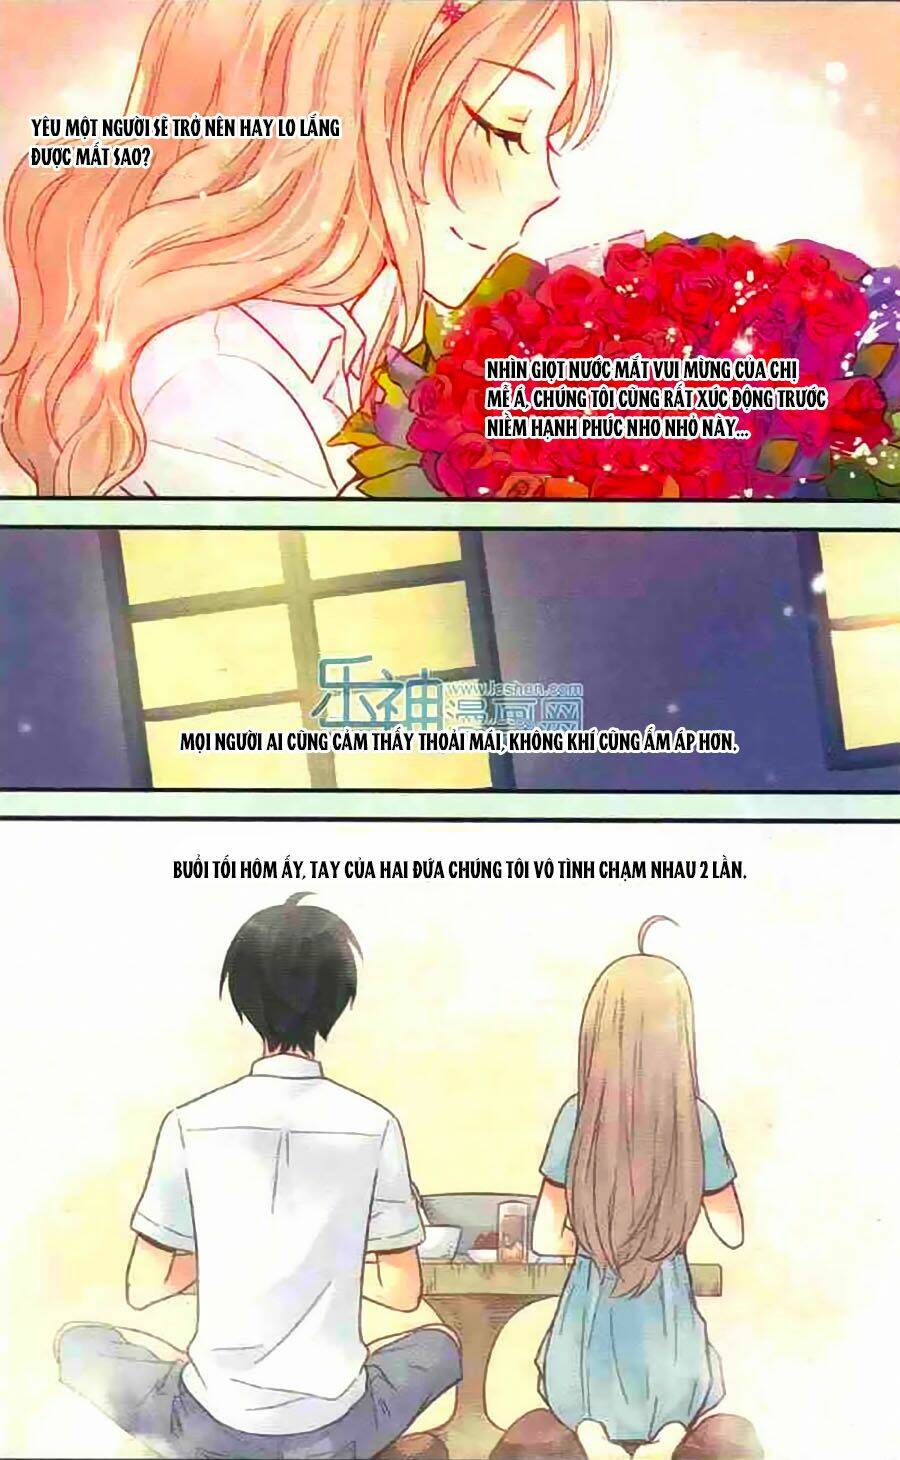 YÊU MỘT NGƯỜI SẼ TRỞ NÊN HAY LO LẮNG
ĐƯỢC MẤT SAO?
NHÌN GIỌT NƯỚC MẮT VUI MỪNG CỦA CHỊ
MỄ Á, CHÚNG TÔI CŨNG RẤT XÚC ĐỘNG TRƯỚC
NIỀM HẠNH PHÚC NHO NHỎ NÀY...
乐神 www.leshen.com
漫画网
MỌI NGƯỜI AI CŨNG CẢM THẤY THOẢI MÁI, KHÔNG KHÍ CŨNG ẤM ÁP HƠN.
BUỔI TỐI HÔM ẤY, TAY CỦA HAI ĐỨA CHÚNG TÔI VÔ TÌNH CHẠM NHAU 2 LẦN.